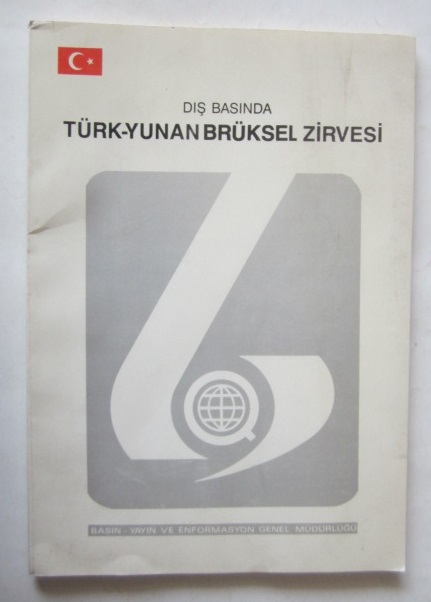 DIŞ BASINDA
TÜRK-YUNAN BRÜKSEL ZİRVESİ
BASIN - YAYIN VE ENFORMASYON GENEL MÜDÜRLÜĞÜ